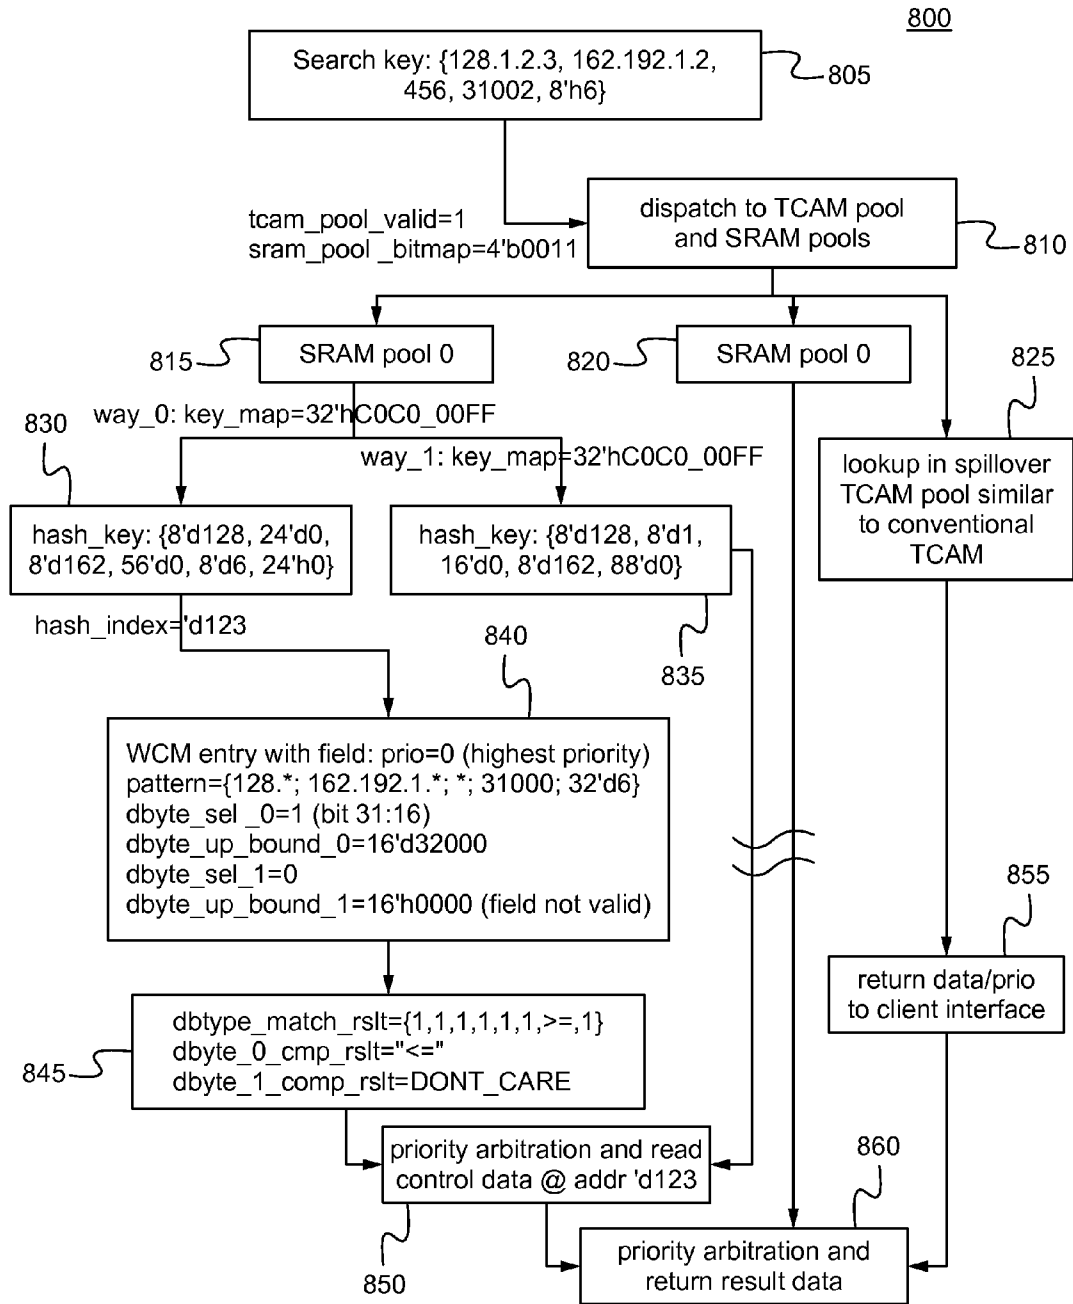 800
Search key: {128.1.2.3, 162.192.1.2,
456, 31002, 8'h6}
805
tcam_pool_valid=1
sram_pool _bitmap=4'b0011
dispatch to TCAM pool
and SRAM pools
810
815
SRAM pool 0
820
SRAM pool 0
825
way_0: key_map=32'hC0C0_00FF
830
way_1: key_map=32'hC0C0_00FF
hash_key: {8'd128, 24'd0,
8'd162, 56'd0, 8'd6, 24'h0}
hash_key: {8'd128, 8'd1,
16'd0, 8'd162, 88'd0}
lookup in spillover
TCAM pool similar
to conventional
TCAM
hash_index='d123
840
835
WCM entry with field: prio=0 (highest priority)
pattern={128.*; 162.192.1.*; *; 31000; 32'd6}
dbyte_sel _0=1 (bit 31:16)
dbyte_up_bound_0=16'd32000
dbyte_sel_1=0
dbyte_up_bound_1=16'h0000 (field not valid)
855
return data/prio
to client interface
dbtype_match_rslt={1,1,1,1,1,1,>=,1}
dbyte_0_cmp_rslt="<="
dbyte_1_comp_rslt=DONT_CARE
845
priority arbitration and read
control data @ addr 'd123
850
860
priority arbitration and
return result data